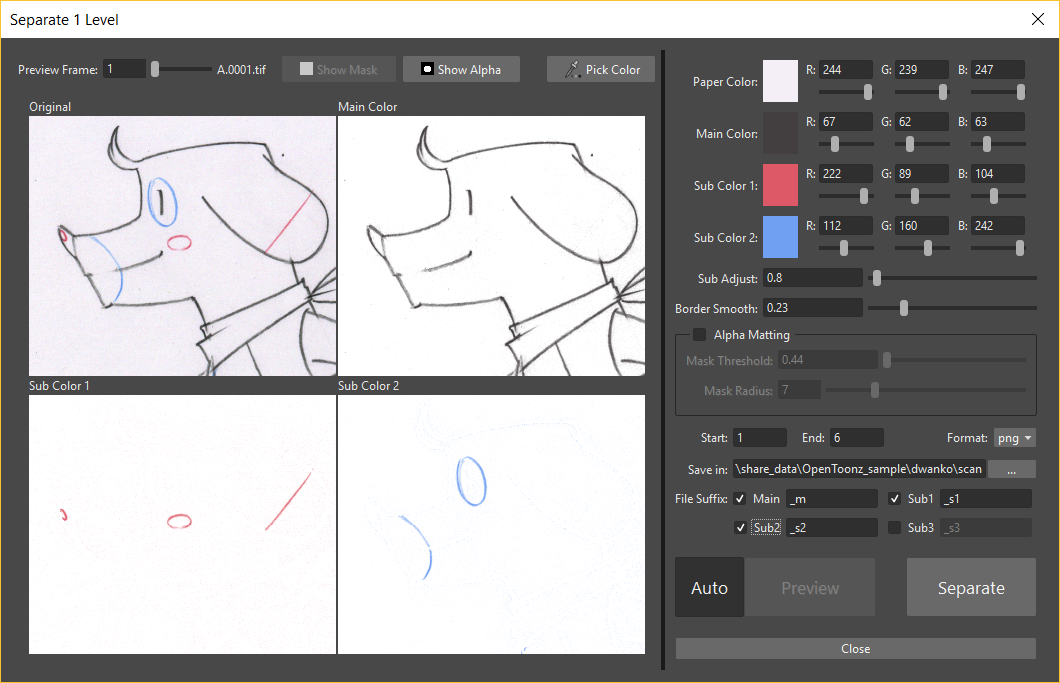 Separate 1 Level
Preview Frame: 1 A.0001.tif Show Mask Show Alpha Pick Color
Original Main Color
Sub Color 1 Sub Color 2
Paper Color: R: 244 G: 239 B: 247
Main Color: R: 67 G: 62 B: 63
Sub Color 1: R: 222 G: 89 B: 104
Sub Color 2: R: 112 G: 160 B: 242
Sub Adjust: 0.8
Border Smooth: 0.23
Alpha Matting
Mask Threshold: 0.44
Mask Radius: 7
Start: 1 End: 6 Format: png
Save in: \share_data\OpenToonz_sample\dwanko\scan ...
File Suffix: Main _m Sub1 _s1
Sub2 _s2 Sub3 _s3
Auto Preview Separate
Close